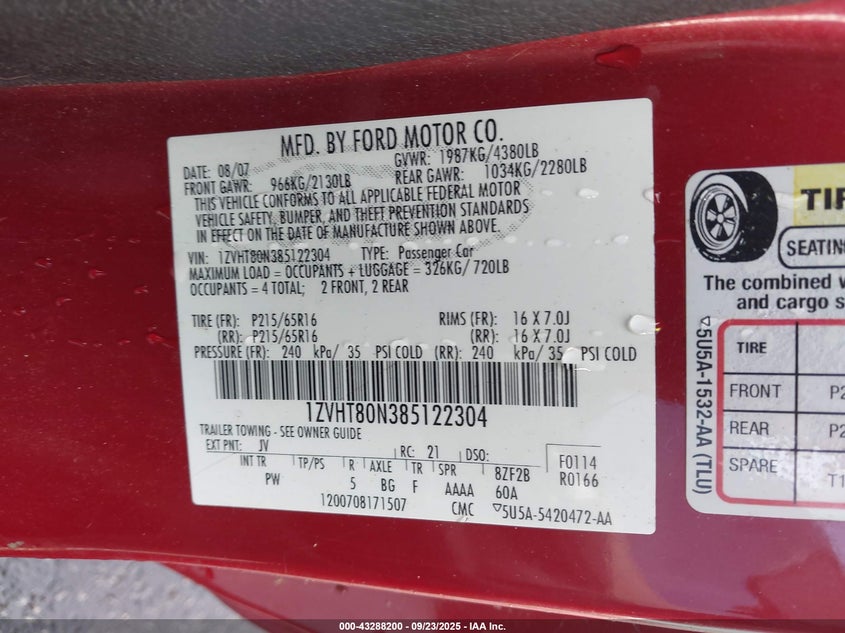 MFD. BY FORD MOTOR CO.
DATE: 08/07 GVWR: 1987KG/4380LB
FRONT GAWR: 966KG/2130LB REAR GAWR: 1034KG/2280LB
THIS VEHICLE CONFORMS TO ALL APPLICABLE FEDERAL MOTOR
VEHICLE SAFETY, BUMPER, AND THEFT PREVENTION STANDARDS
IN EFFECT ON THE DATE OF MANUFACTURE SHOWN ABOVE.
VIN: 1ZVHT80N385122304 TYPE: Passenger Car
MAXIMUM LOAD = OCCUPANTS + LUGGAGE = 326KG/720LB
OCCUPANTS = 4 TOTAL; 2 FRONT, 2 REAR
TIRE (FR): P215/65R16 RIMS (FR): 16 X 7.0J
(RR): P215/65R16 (RR): 16 X 7.0J
PRESSURE (FR): 240 kPa/ 35 PSI COLD (RR): 240 kPa/ 35 PSI COLD
1ZVHT80N385122304
TRAILER TOWING - SEE OWNER GUIDE
EXT PNT: JV RC: 21 DSO: F0114
INT TR TP/PS R AXLE TR SPR 8ZF2B R0166
PW 5 BG F AAAA 60A
1200708171507 CMC ▽5U5A-5420472-AA
TIR
SEATING
The combined w
and cargo s
TIRE
FRONT P2
REAR P2
SPARE T1
▽5U5A-1532-AA (TLU)
000-43288200 - 09/23/2025 - IAA, Inc.